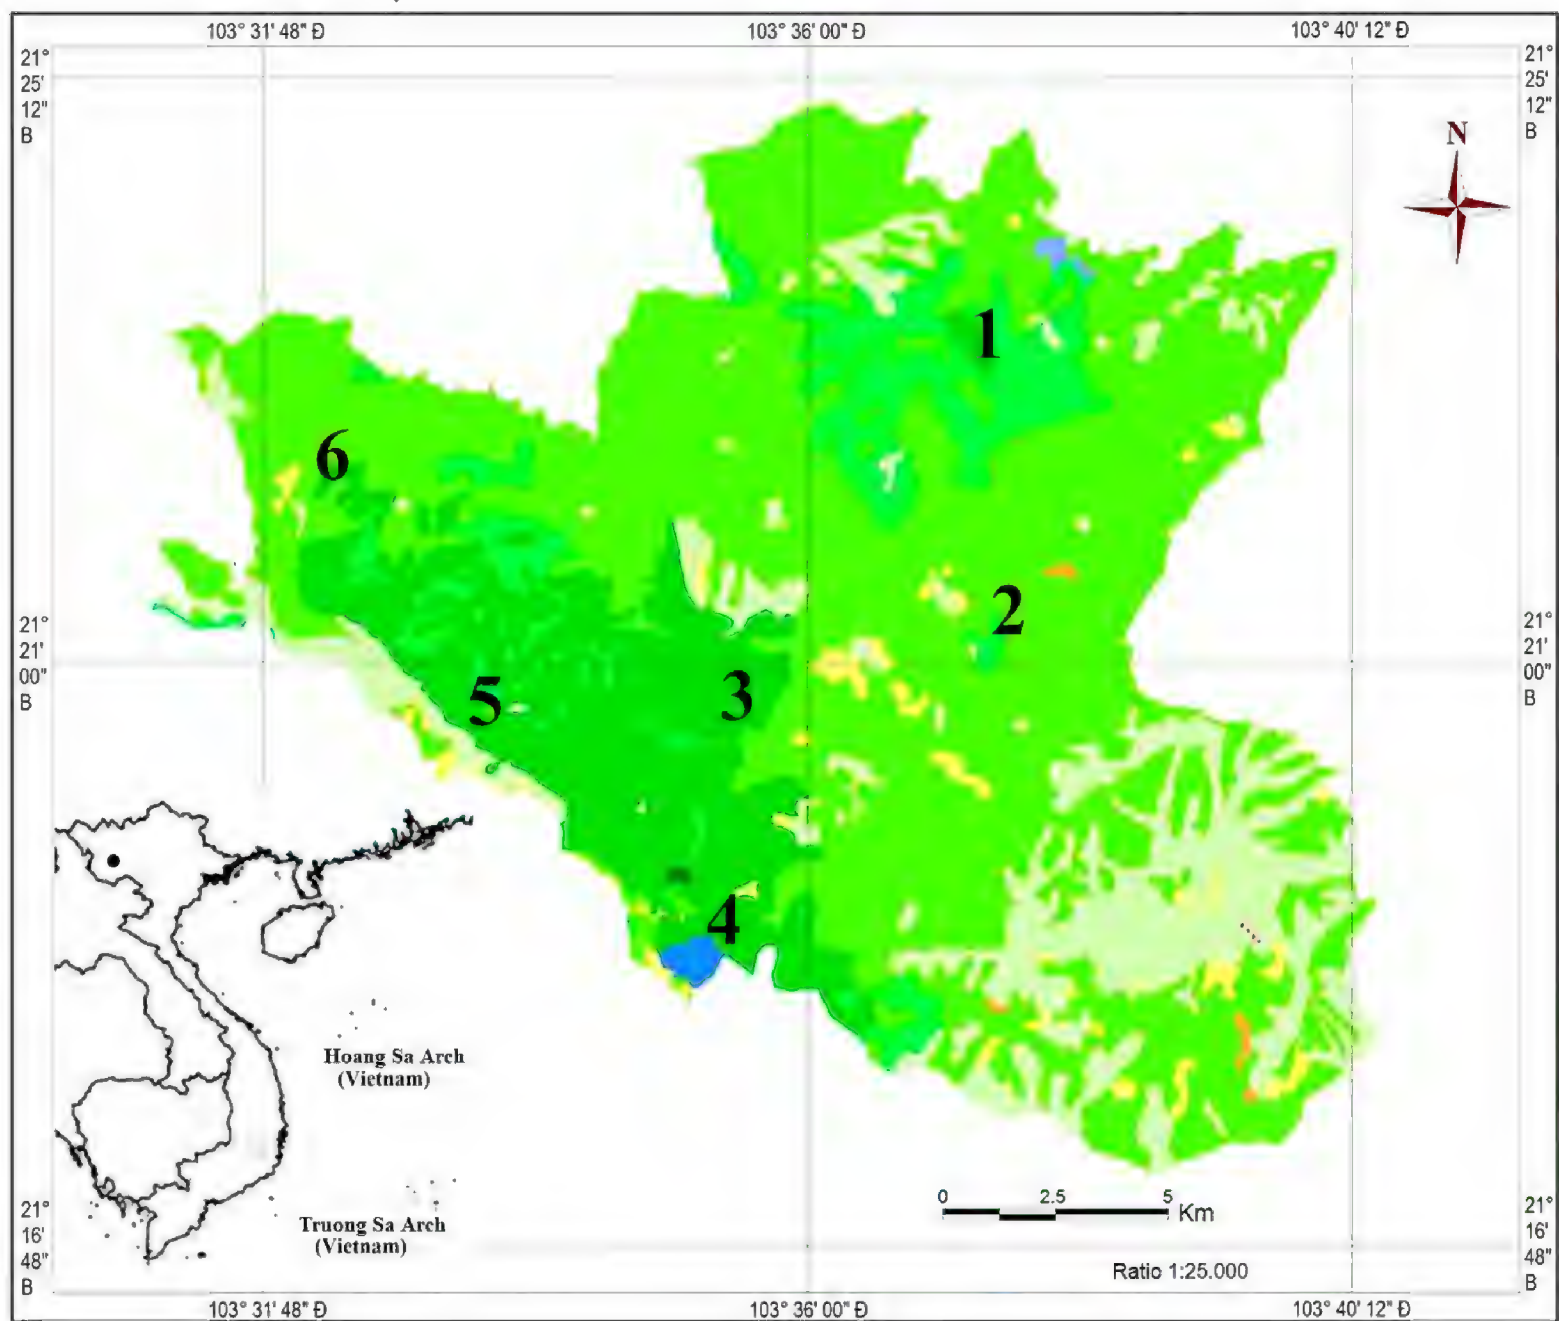 103° 31' 48" Đ
103° 36' 00" Đ
103° 40' 12" Đ
21°
25'
12"
B
21°
25'
12"
B
N
1
6
2
21°
21'
00"
B
21°
21'
00"
B
5
3
4
Hoang Sa Arch
(Vietnam)
Truong Sa Arch
(Vietnam)
0 2.5 5
Km
21°
16'
48"
B
21°
16'
48"
B
Ratio 1:25.000
103° 31' 48" Đ
103° 36' 00" Đ
103° 40' 12" Đ